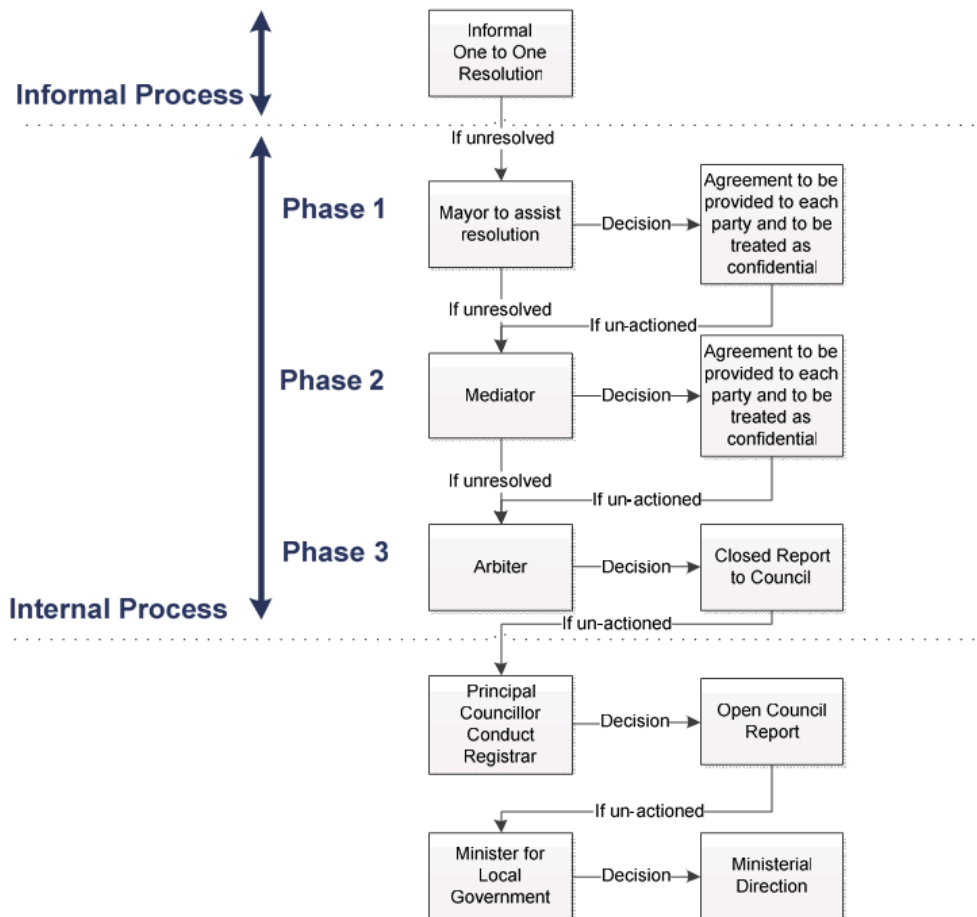 Informal
One to One
Resolution
Informal Process
If unresolved
Phase 1
Mayor to assist
resolution
Decision
Agreement to be
provided to each
party and to be
treated as
confidential
If unresolved
If un-actioned
Phase 2
Mediator
Decision
Agreement to be
provided to each
party and to be
treated as
confidential
If unresolved
If un-actioned
Phase 3
Arbiter
Decision
Closed Report
to Council
Internal Process
If un-actioned
Principal
Councillor
Conduct
Registrar
Decision
Open Council
Report
If un-actioned
Minister for
Local
Government
Decision
Ministerial
Direction